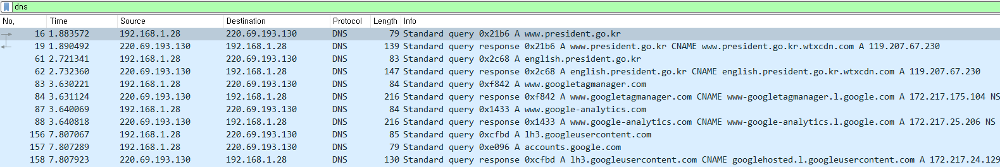 dns
No. Time Source Destination Protocol Length Info
16 1.883572 192.168.1.28 220.69.193.130 DNS 79 Standard query 0x21b6 A www.president.go.kr
19 1.890492 220.69.193.130 192.168.1.28 DNS 139 Standard query response 0x21b6 A www.president.go.kr CNAME www.president.go.kr.wtxcdn.com A 119.207.67.230
61 2.721341 192.168.1.28 220.69.193.130 DNS 83 Standard query 0x2c68 A english.president.go.kr
62 2.732360 220.69.193.130 192.168.1.28 DNS 147 Standard query response 0x2c68 A english.president.go.kr CNAME english.president.go.kr.wtxcdn.com A 119.207.67.230
83 3.630221 192.168.1.28 220.69.193.130 DNS 84 Standard query 0xf842 A www.googletagmanager.com
84 3.631124 220.69.193.130 192.168.1.28 DNS 216 Standard query response 0xf842 A www.googletagmanager.com CNAME www-googletagmanager.l.google.com A 172.217.175.104 NS
87 3.640069 192.168.1.28 220.69.193.130 DNS 84 Standard query 0x1433 A www.google-analytics.com
88 3.640818 220.69.193.130 192.168.1.28 DNS 216 Standard query response 0x1433 A www.google-analytics.com CNAME www-google-analytics.l.google.com A 172.217.25.206 NS
156 7.807067 192.168.1.28 220.69.193.130 DNS 85 Standard query 0xcfbd A lh3.googleusercontent.com
157 7.807289 192.168.1.28 220.69.193.130 DNS 79 Standard query 0xe096 A accounts.google.com
158 7.807923 220.69.193.130 192.168.1.28 DNS 130 Standard query response 0xcfbd A lh3.googleusercontent.com CNAME googlehosted.l.googleusercontent.com A 172.217.24.129